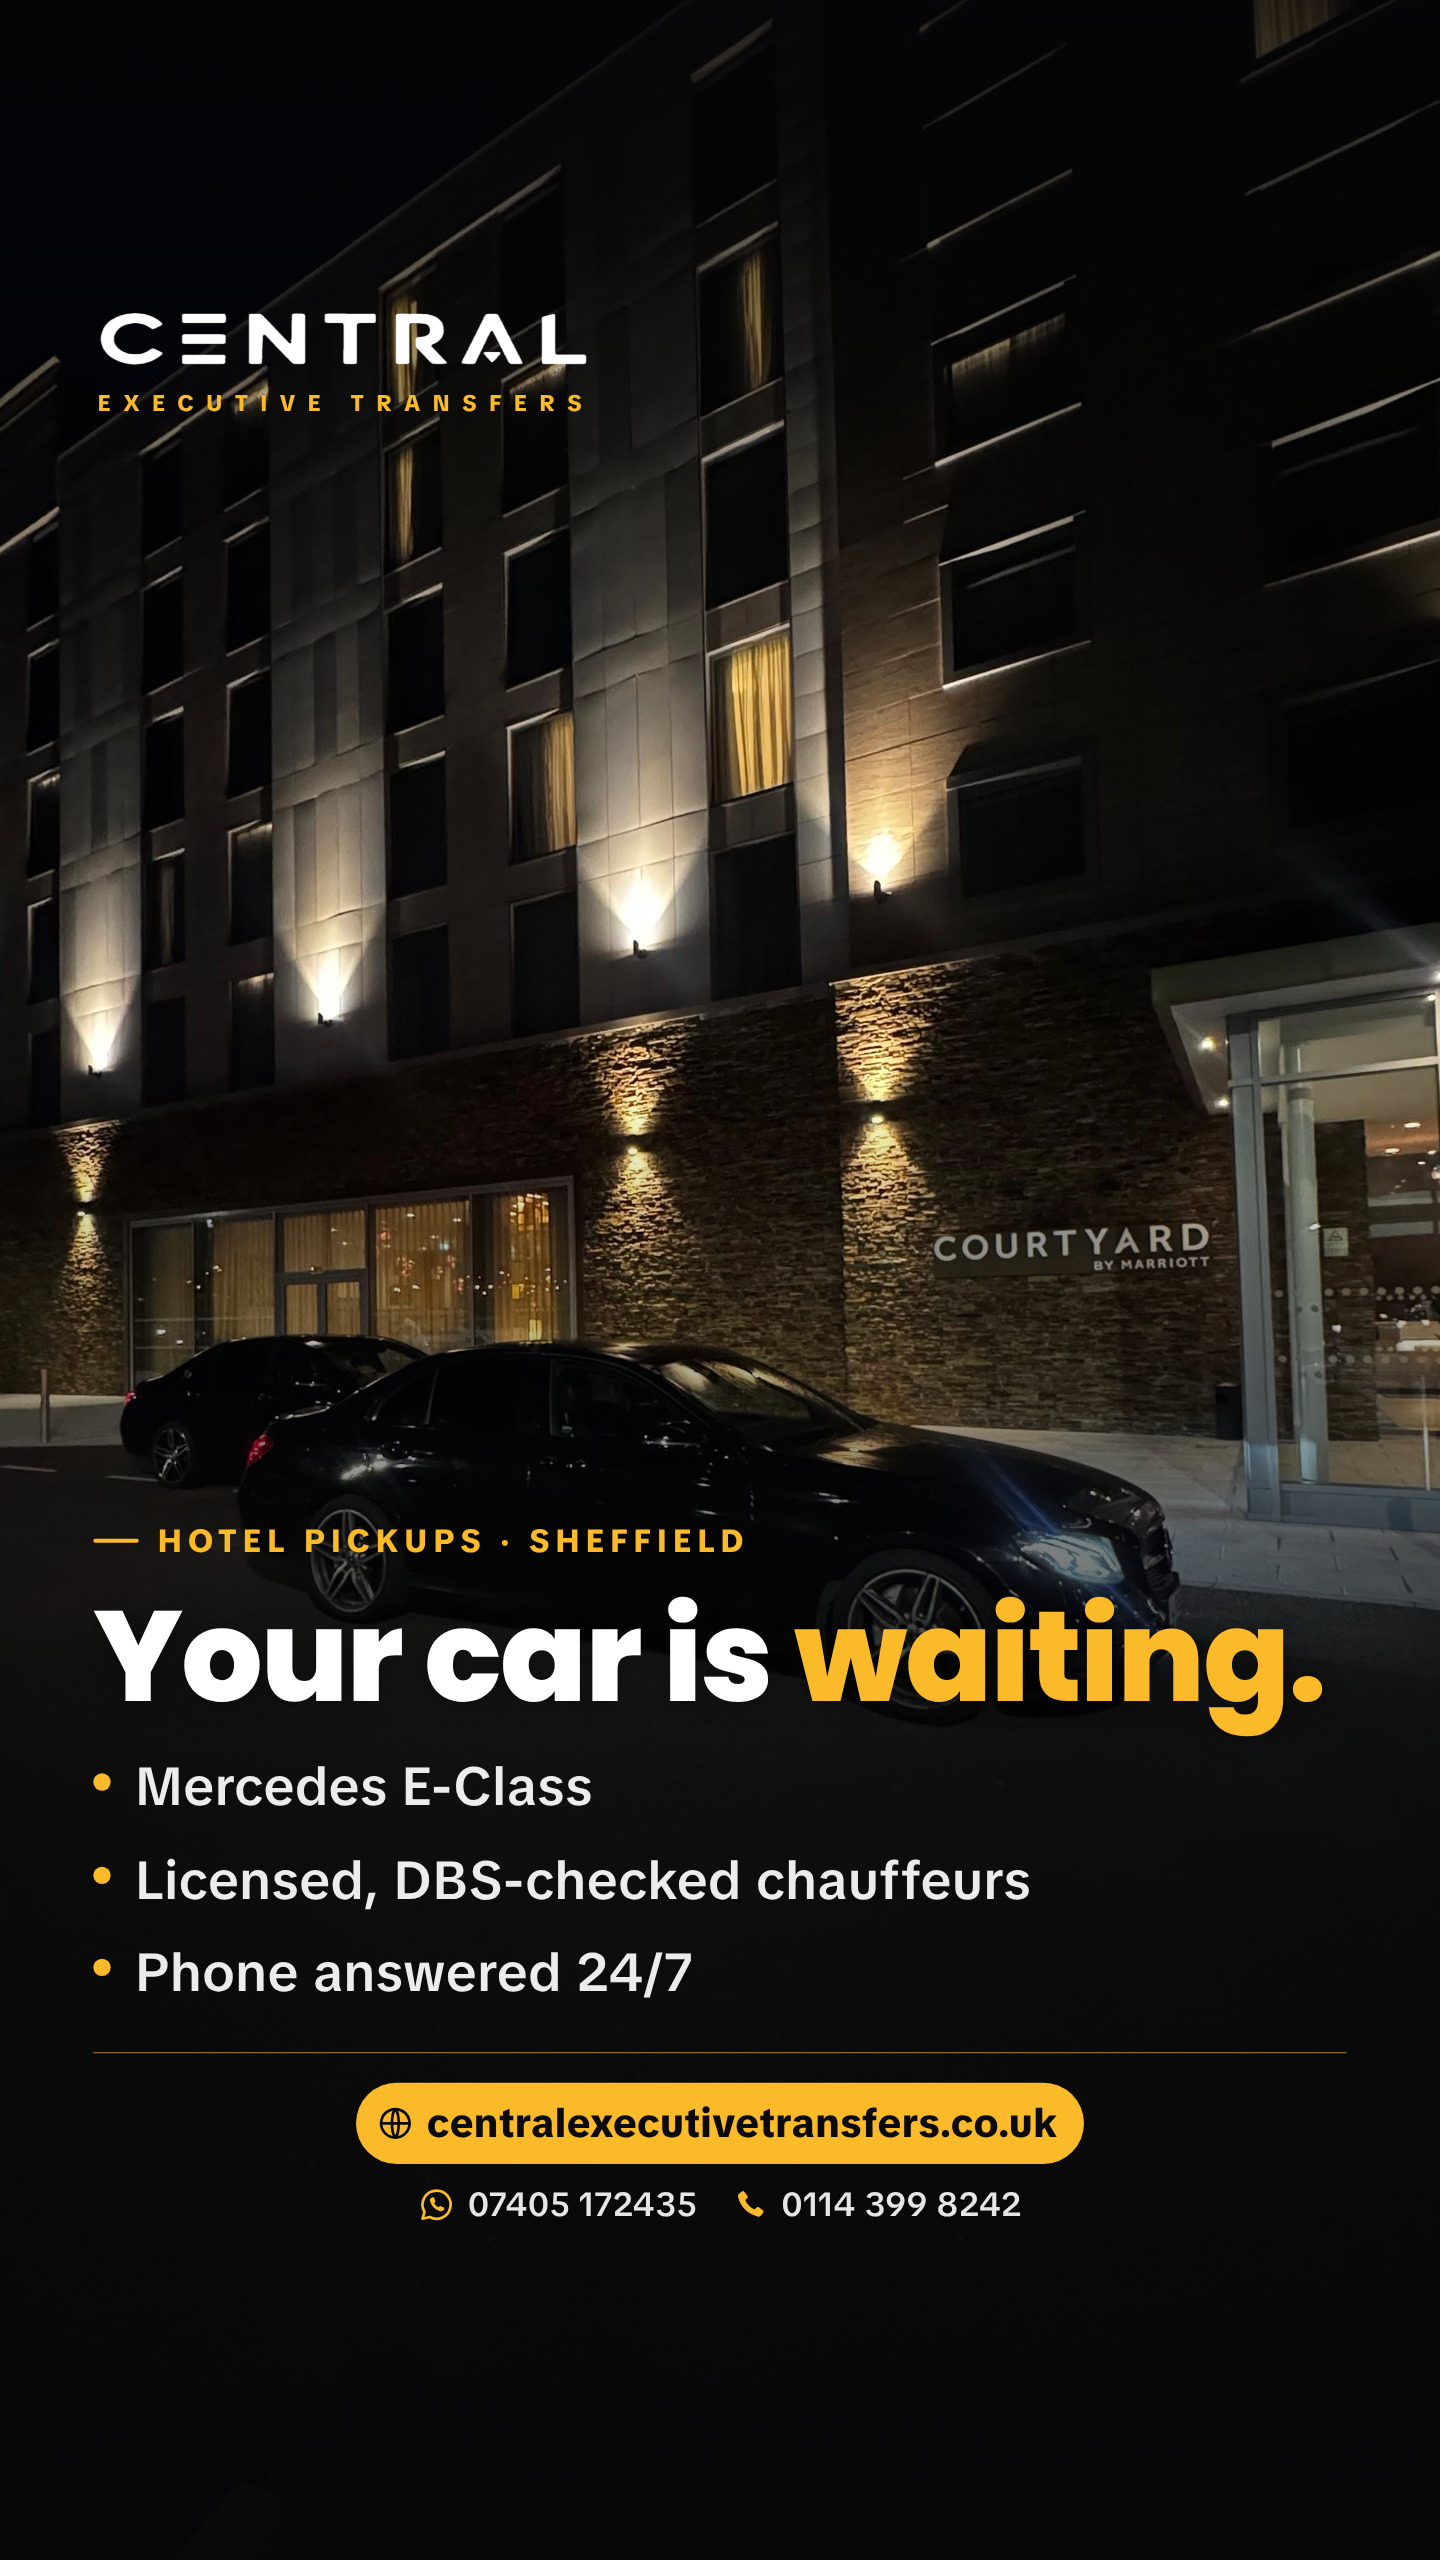 CENTRAL
EXECUTIVE TRANSFERS
COURTYARD
BY MARRIOTT
— HOTEL PICKUPS · SHEFFIELD
Your car is waiting.
• Mercedes E-Class
• Licensed, DBS-checked chauffeurs
• Phone answered 24/7
centralexecutivetransfers.co.uk
07405 172435 0114 399 8242